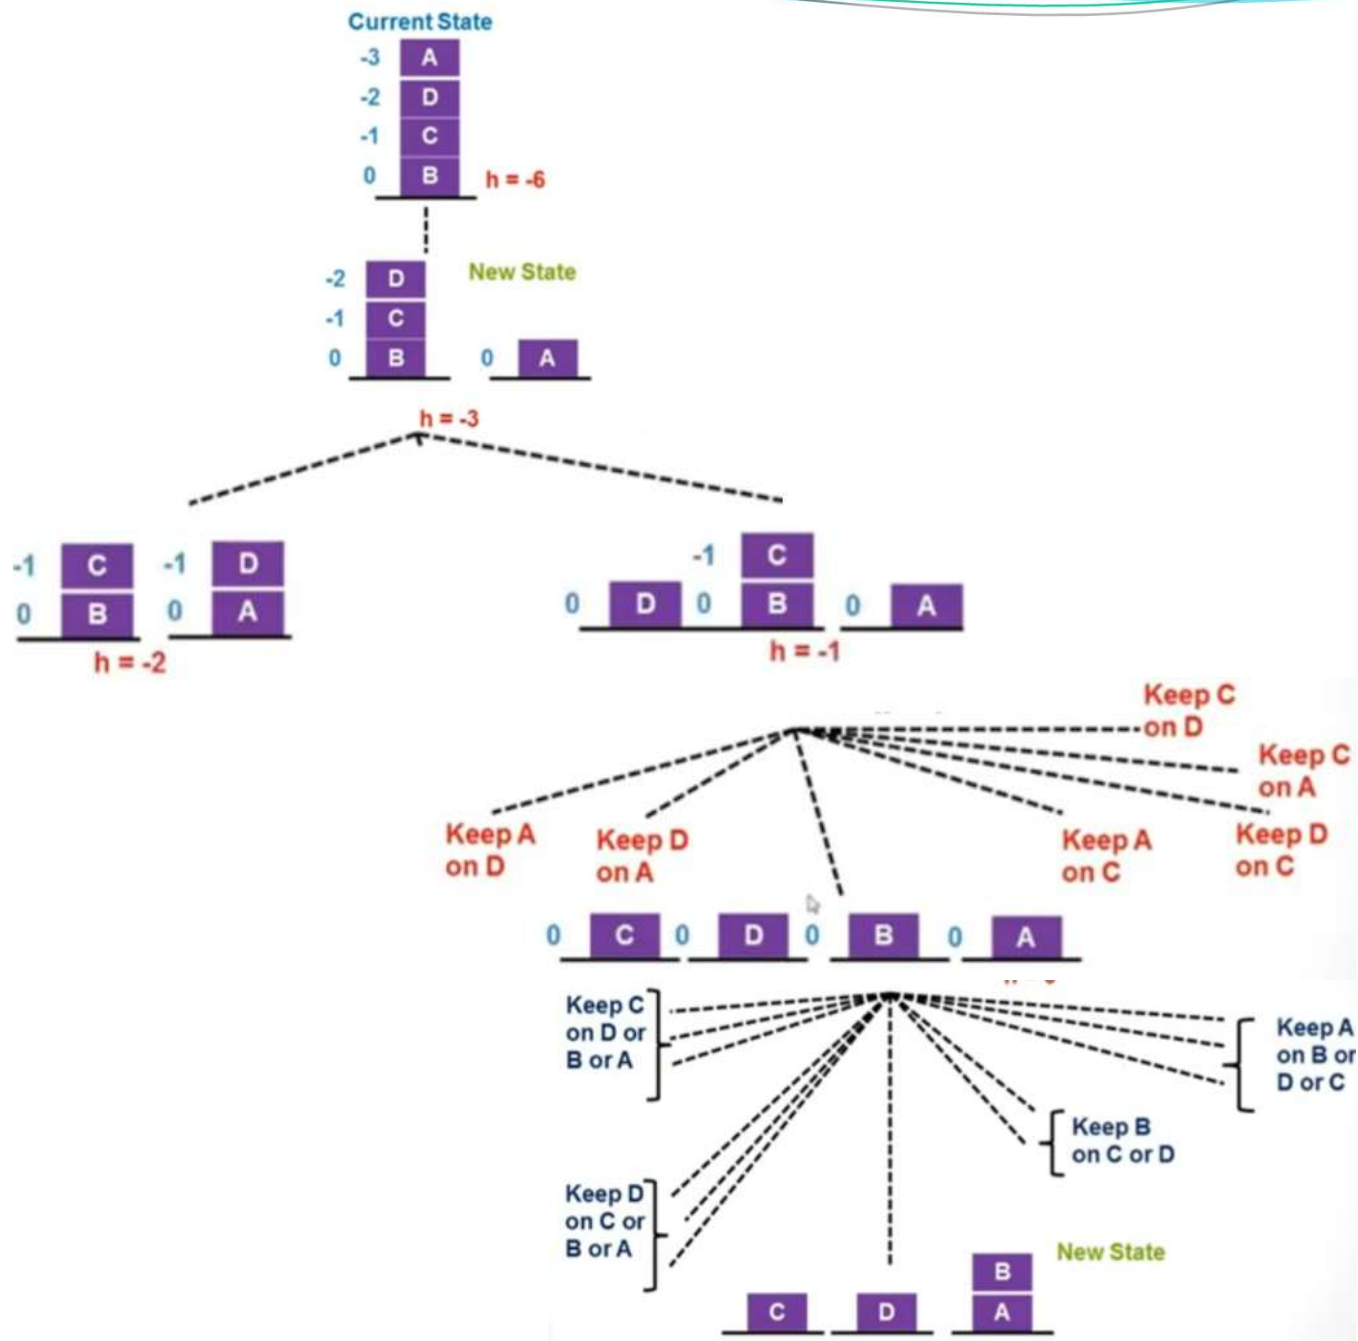 Current State
-3 A
-2 D
-1 C
0 B h = -6
-2 D New State
-1 C
0 B 0 A
h = -3
-1 C -1 D
0 B 0 A
h = -2
-1 C
0 D 0 B 0 A
h = -1
Keep C
on D
Keep C
on A
Keep A
on D
Keep D
on A
Keep A
on C
Keep D
on C
0 C 0 D 0 B 0 A
Keep C
on D or
B or A
Keep A
on B or
D or C
Keep B
on C or D
Keep D
on C or
B or A
New State
B
C D A